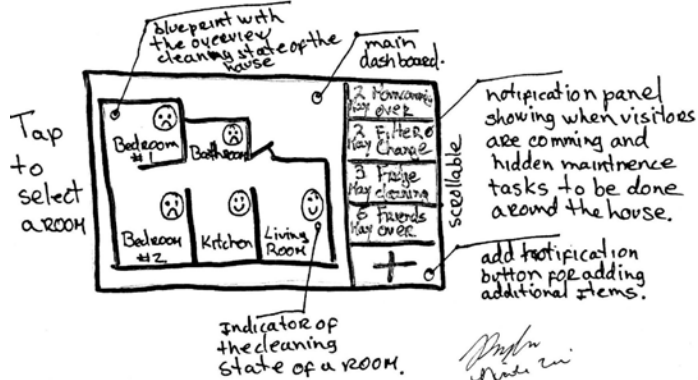 blueprint with
the overview
cleaning state of the
hause
main
dashboard.
Tap
to
select
a ROOM
Bedroom
#1
Bathroom
Bedroom
#2
Kitchen
Living
Room
2 May
over
2 May Filter
Change
3 May Fridge
cleaning
6 May Friends
over
+
scrollable
notification panel
showing when visitors
are comming and
hidden maintnence
tasks to be done
around the house.
add notification
button for adding
additional Items.
Indicator of
the cleaning
state of a ROOM.